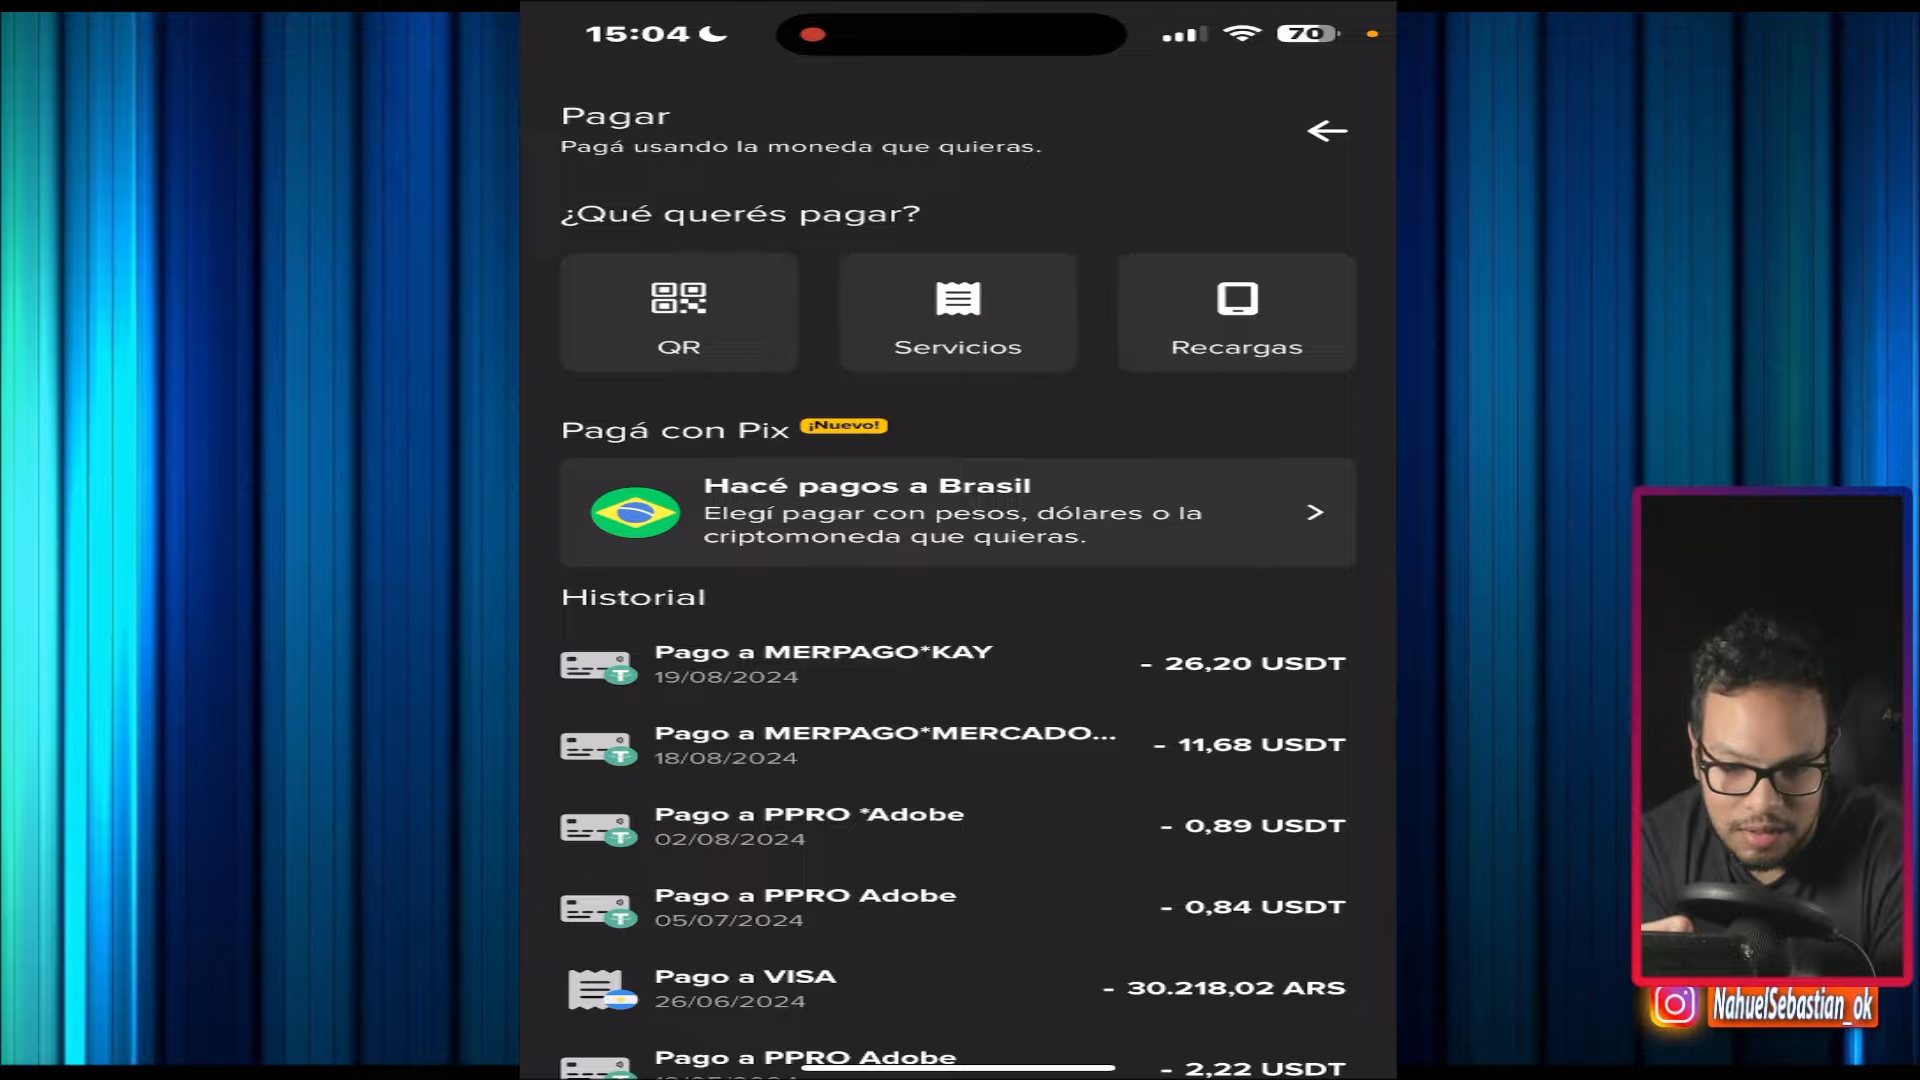 15:04
70
Pagar
Pagá usando la moneda que quieras.
¿Qué querés pagar?
QR
Servicios
Recargas
Pagá con Pix ¡Nuevo!
Hacé pagos a Brasil
Elegí pagar con pesos, dólares o la
criptomoneda que quieras.
Historial
Pago a MERPAGO*KAY
- 26,20 USDT
19/08/2024
Pago a MERPAGO*MERCADO...
- 11,68 USDT
18/08/2024
Pago a PPRO *Adobe
- 0,89 USDT
02/08/2024
Pago a PPRO Adobe
- 0,84 USDT
05/07/2024
Pago a VISA
- 30.218,02 ARS
26/06/2024
Pago a PPRO Adobe
- 2,22 USDT
NahuelSebastian_ok